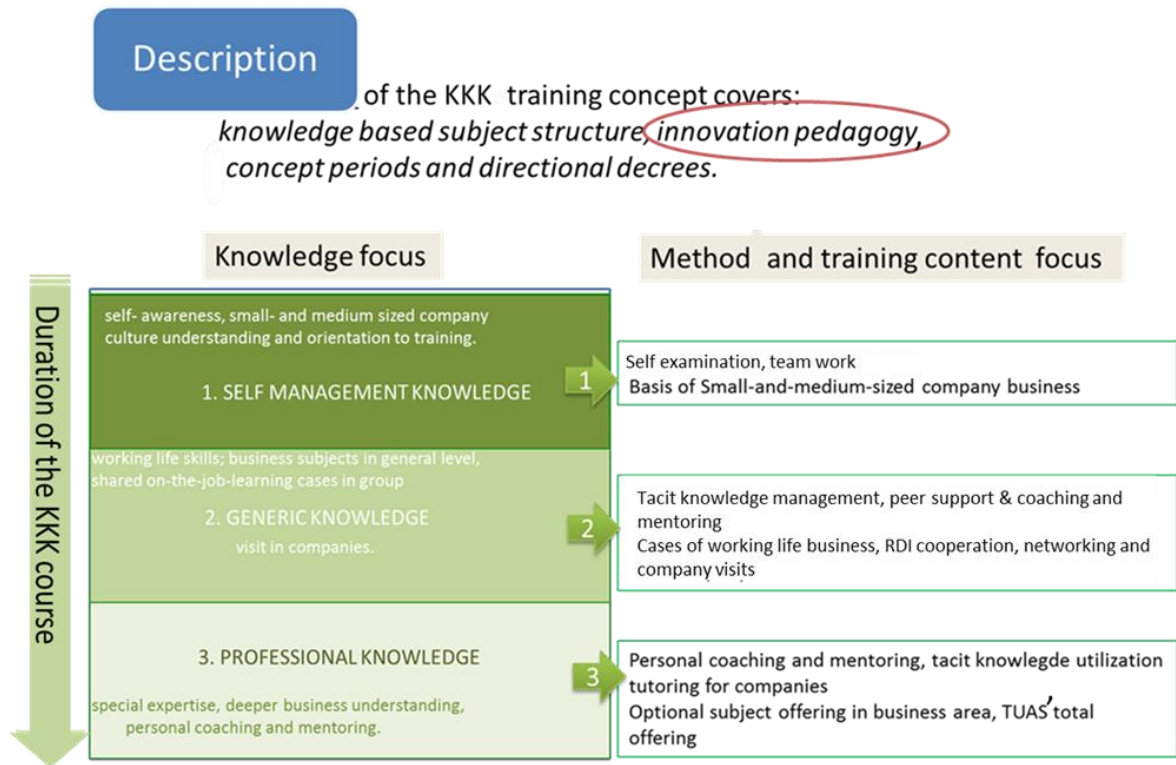 Description
of the KKK training concept covers:
knowledge based subject structure, innovation pedagogy,
concept periods and directional decrees.
Knowledge focus
Method and training content focus
Duration of the KKK course
self- awareness, small- and medium sized company
culture understanding and orientation to training.
1. SELF MANAGEMENT KNOWLEDGE
1
Self examination, team work
Basis of Small-and-medium-sized company business
working life skills; business subjects in general level,
shared on-the-job-learning cases in group
2. GENERIC KNOWLEDGE
visit in companies.
2
Tacit knowledge management, peer support & coaching and
mentoring
Cases of working life business, RDI cooperation, networking and
company visits
3. PROFESSIONAL KNOWLEDGE
special expertise, deeper business understanding,
personal coaching and mentoring.
3
Personal coaching and mentoring, tacit knowlegde utilization
tutoring for companies
Optional subject offering in business area, TUAS' total
offering